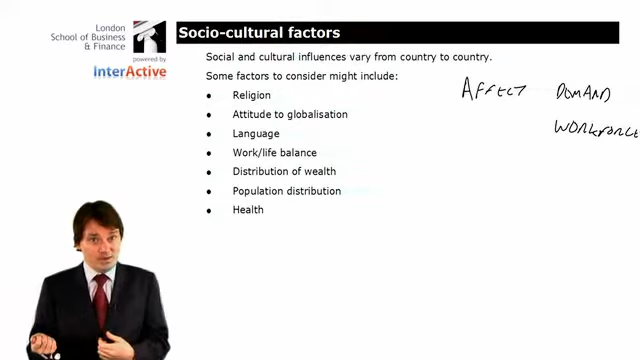 London
School of Business
& Finance
powered by
InterActive
Socio-cultural factors
Social and cultural influences vary from country to country.
Some factors to consider might include:
● Religion
● Attitude to globalisation
● Language
● Work/life balance
● Distribution of wealth
● Population distribution
● Health
AFFECT DEMAND
WORKFORCE